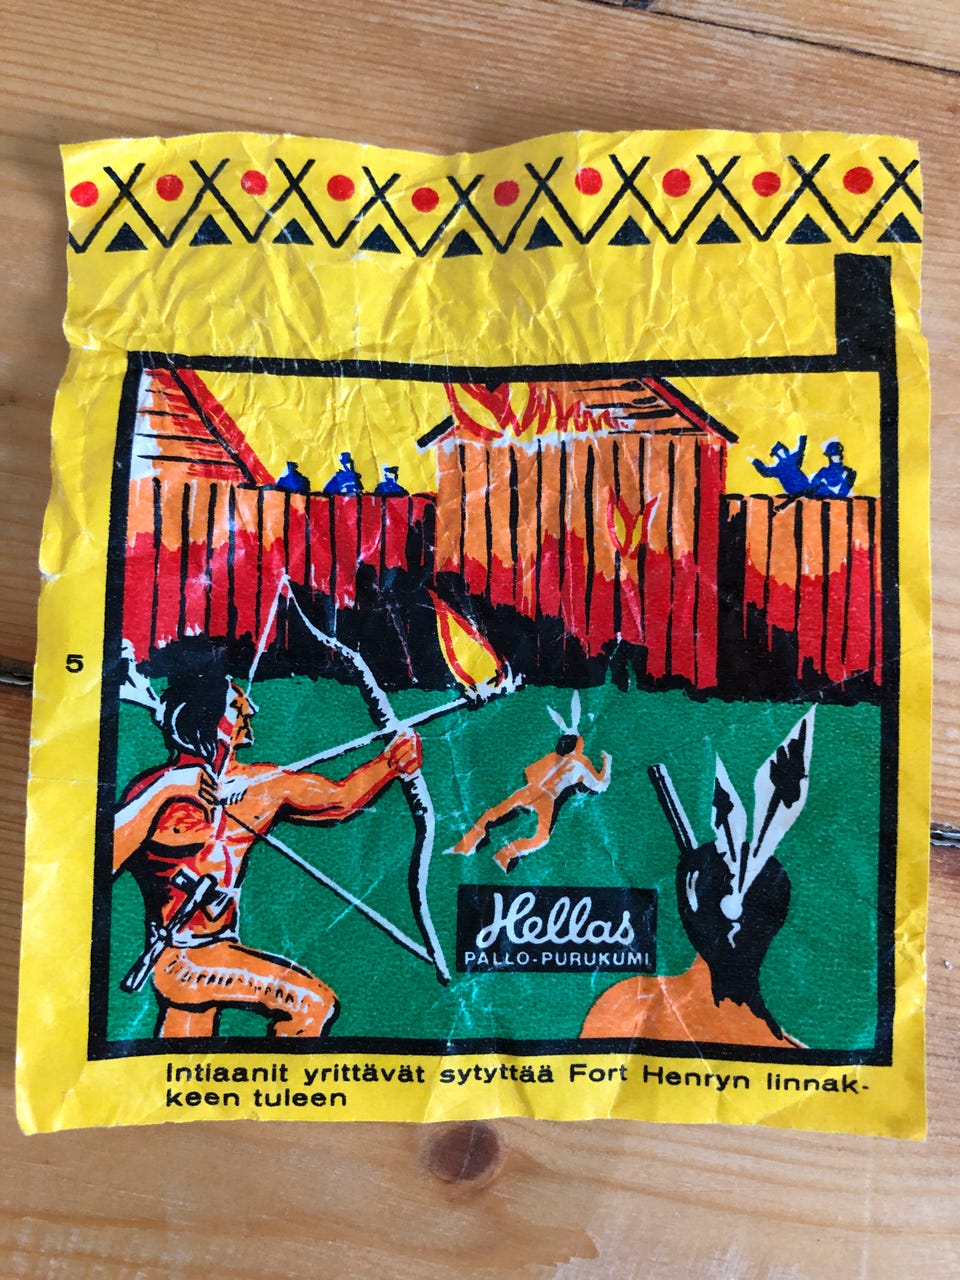 5
Hellas
PALLO-PURUKUMI
Intiaanit yrittävät sytyttää Fort Henryn linnak-
keen tuleen